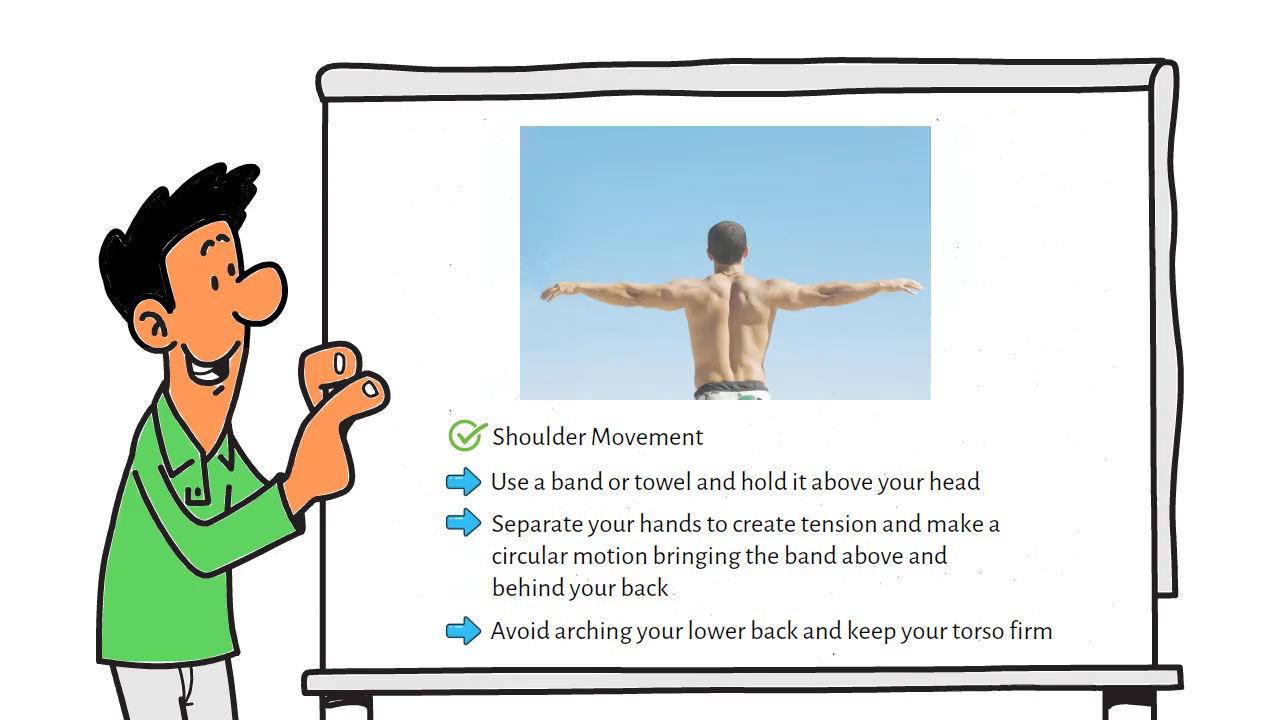 Shoulder Movement
Use a band or towel and hold it above your head
Separate your hands to create tension and make a
circular motion bringing the band above and
behind your back
Avoid arching your lower back and keep your torso firm